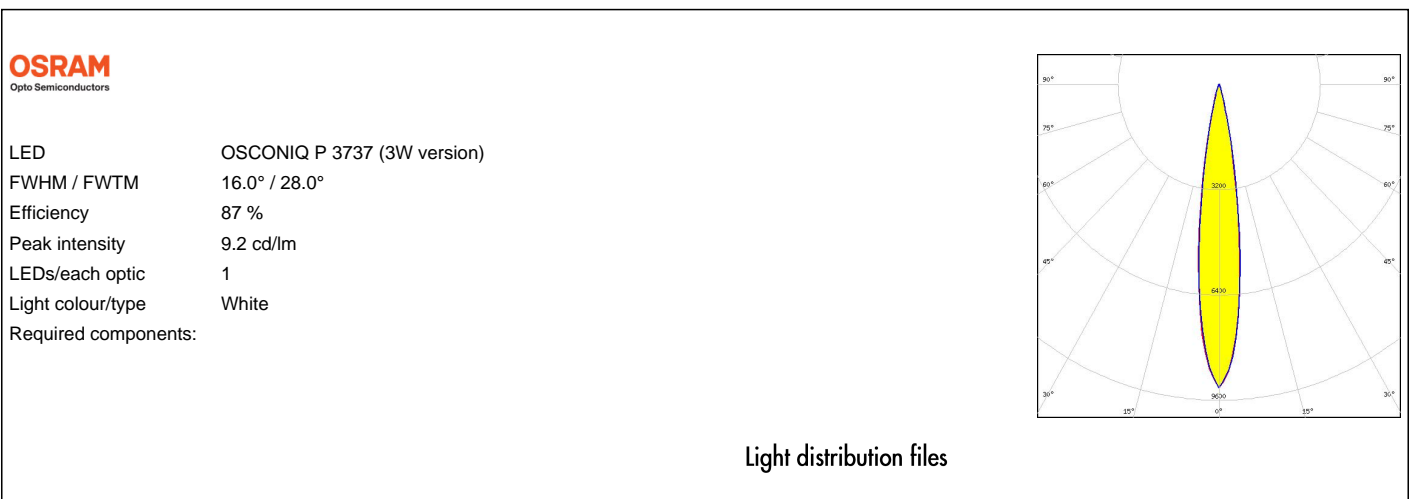 OSRAM
Opto Semiconductors
LED OSCONIQ P 3737 (3W version)
FWHM / FWTM 16.0° / 28.0°
Efficiency 87 %
Peak intensity 9.2 cd/lm
LEDs/each optic 1
Light colour/type White
Required components:
90° 90°
75° 75°
60° 3200 60°
45° 45°
6400
30° 9600 30°
15° 0° 15°
Light distribution files